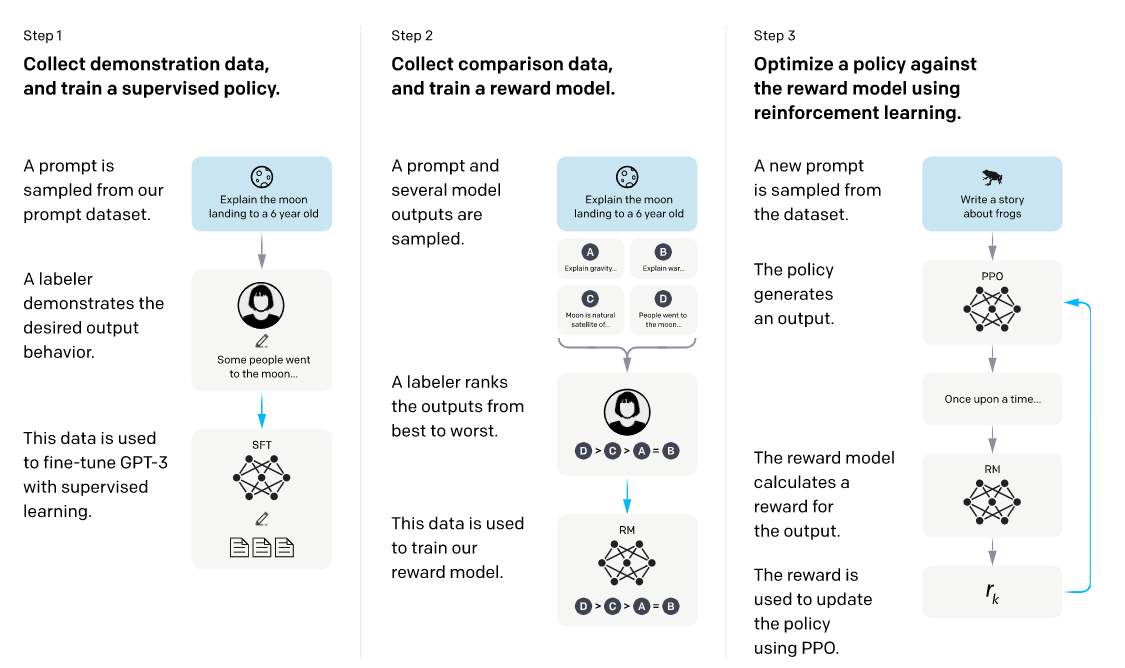 Step 1
Collect demonstration data,
and train a supervised policy.
A prompt is
sampled from our
prompt dataset.
Explain the moon
landing to a 6 year old
A labeler
demonstrates the
desired output
behavior.
Some people went
to the moon...
This data is used
to fine-tune GPT-3
with supervised
learning.
SFT
Step 2
Collect comparison data,
and train a reward model.
A prompt and
several model
outputs are
sampled.
Explain the moon
landing to a 6 year old
A
Explain gravity...
B
Explain war...
C
Moon is natural
satellite of...
D
People went to
the moon...
A labeler ranks
the outputs from
best to worst.
D > C > A = B
This data is used
to train our
reward model.
RM
D > C > A = B
Step 3
Optimize a policy against
the reward model using
reinforcement learning.
A new prompt
is sampled from
the dataset.
Write a story
about frogs
The policy
generates
an output.
PPO
Once upon a time...
The reward model
calculates a
reward for
the output.
RM
The reward is
used to update
the policy
using PPO.
r_k